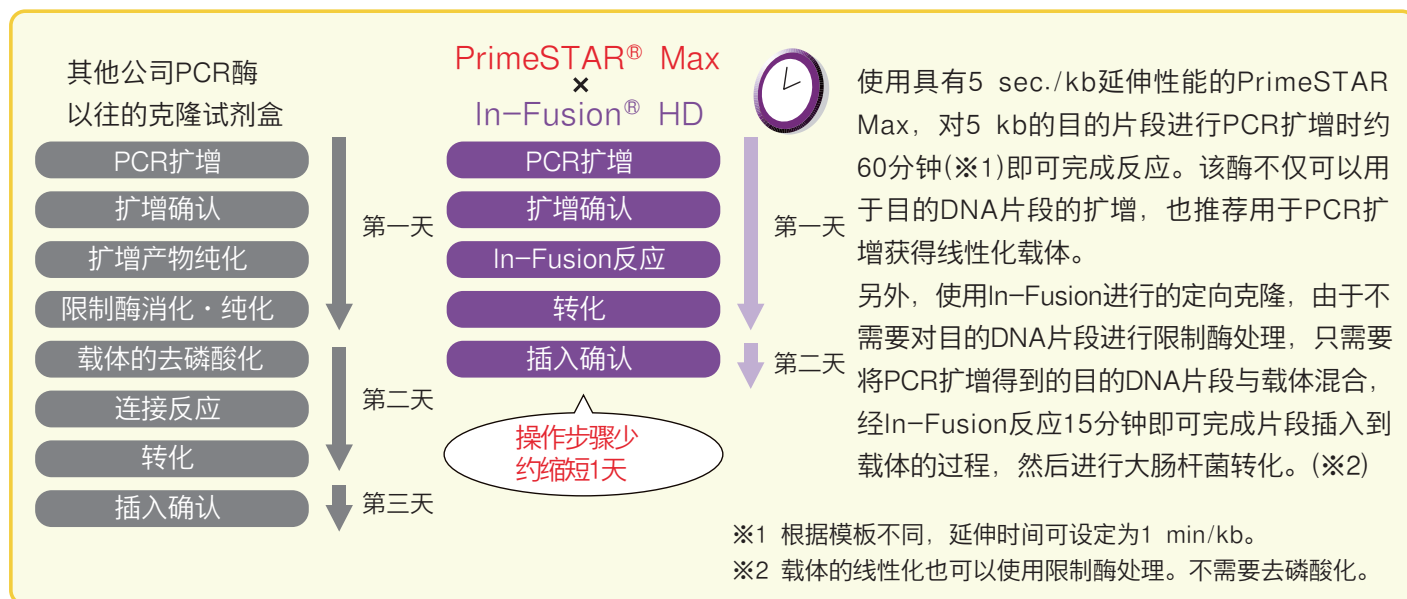 其他公司PCR酶
以往的克隆试剂盒
PCR扩增
扩增确认
扩增产物纯化
限制酶消化・纯化
载体的去磷酸化
连接反应
转化
插入确认
第一天
第二天
第三天
PrimeSTAR® Max
×
In-Fusion® HD
PCR扩增
扩增确认
In-Fusion反应
转化
插入确认
操作步骤少
约缩短1天
第一天
第二天
使用具有5 sec./kb延伸性能的PrimeSTAR
Max，对5 kb的目的片段进行PCR扩增时约
60分钟(※1)即可完成反应。该酶不仅可以用
于目的DNA片段的扩增，也推荐用于PCR扩
增获得线性化载体。
另外，使用In-Fusion进行的定向克隆，由于不
需要对目的DNA片段进行限制酶处理，只需要
将PCR扩增得到的目的DNA片段与载体混合，
经In-Fusion反应15分钟即可完成片段插入到
载体的过程，然后进行大肠杆菌转化。(※2)
※1 根据模板不同，延伸时间可设定为1 min/kb。
※2 载体的线性化也可以使用限制酶处理。不需要去磷酸化。